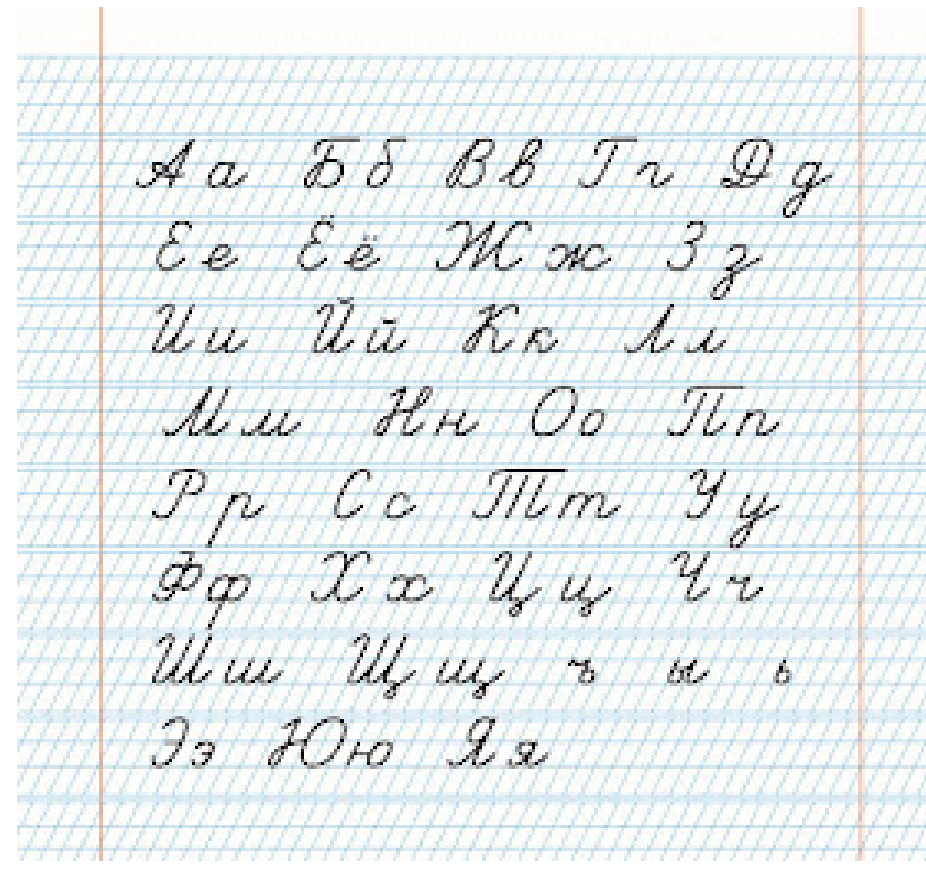 Аа Бб Вв Гг Дд
Ее Ёё Жж Зз
Ии Йй Кк Лл
Мм Нн Оо Пп
Рр Сс Тт Уу
Фф Хх Цц Чч
Шш Щщ ъ ы ь
Ээ Юю Яя